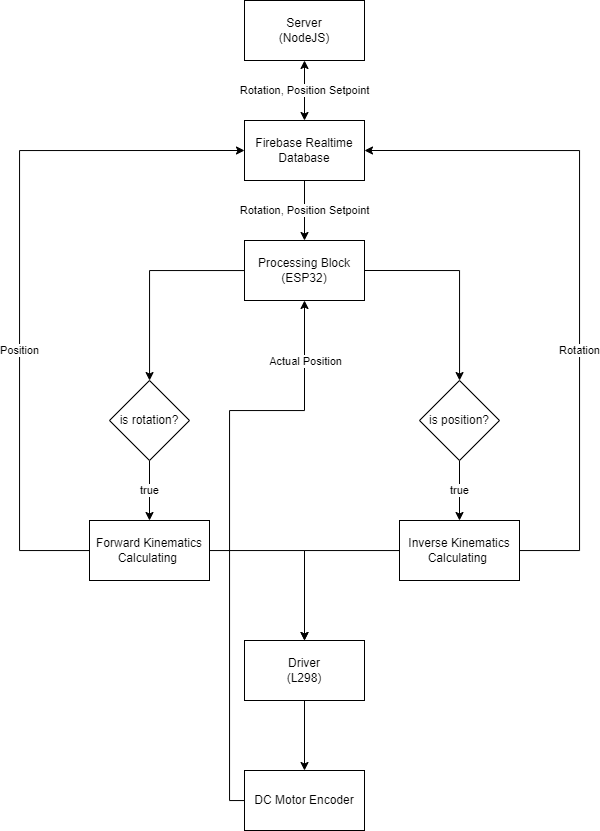 Server
(NodeJS)
Rotation, Position Setpoint
Firebase Realtime
Database
Rotation, Position Setpoint
Processing Block
(ESP32)
Position
Actual Position
Rotation
is rotation?
is position?
true
true
Forward Kinematics
Calculating
Inverse Kinematics
Calculating
Driver
(L298)
DC Motor Encoder